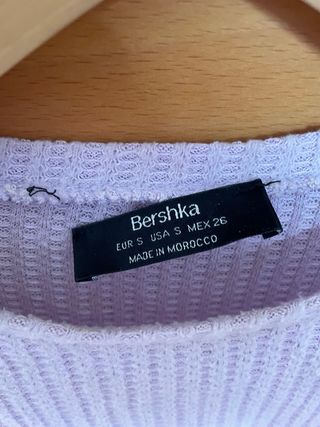 Bershka
EUR S USA S MEX 26
MADE IN MOROCCO